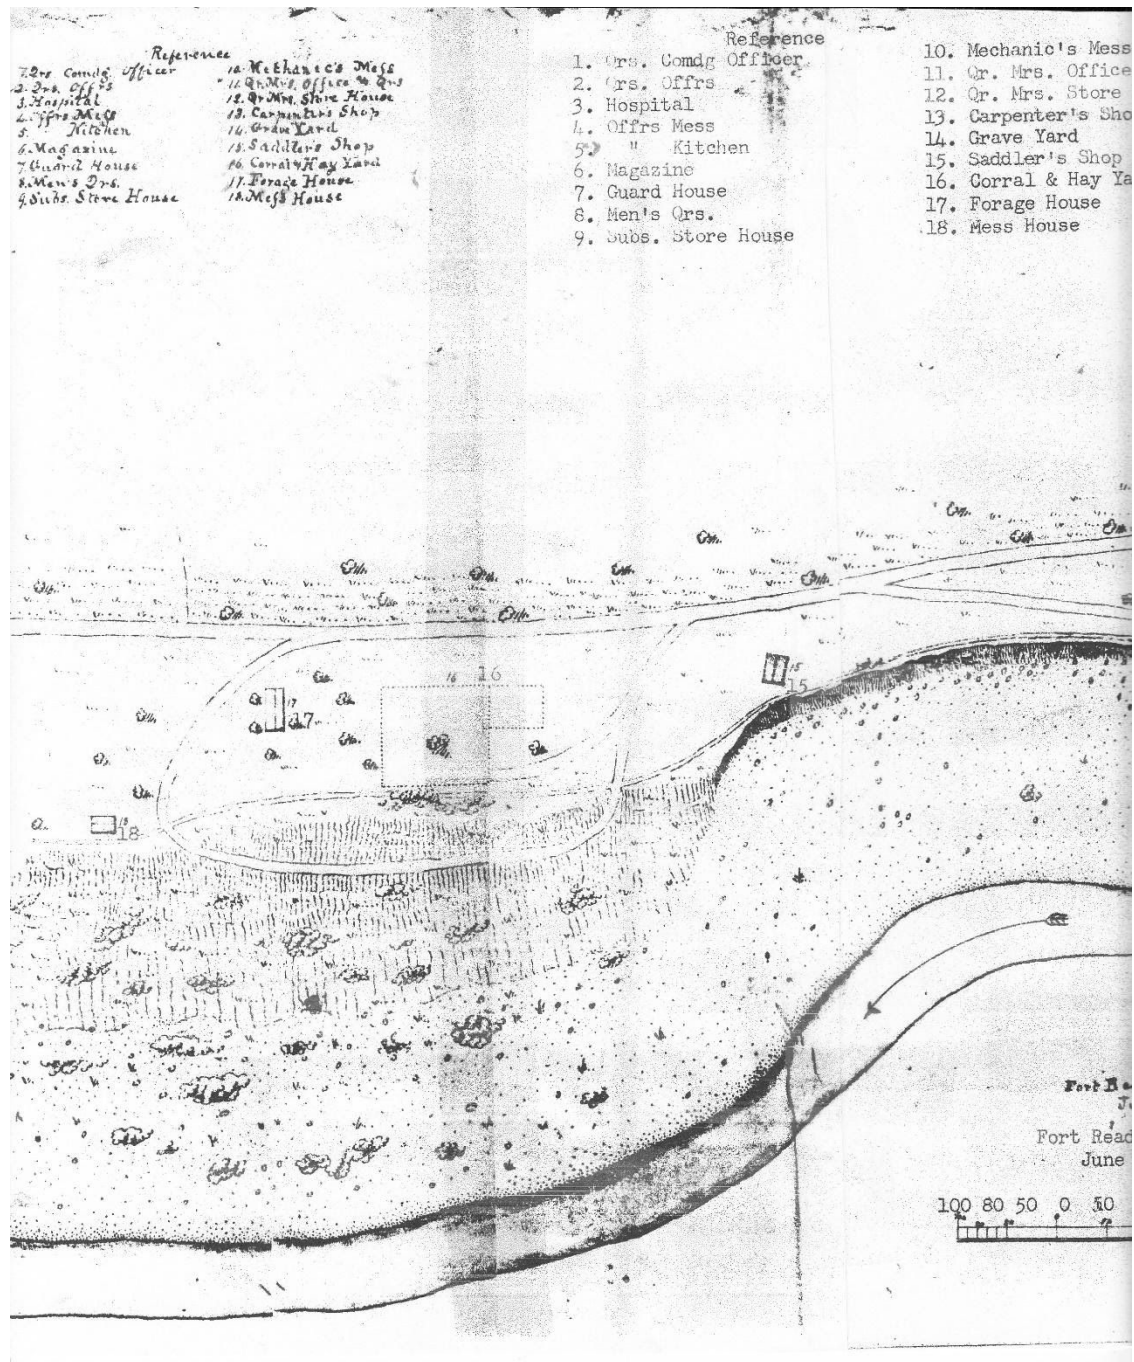 Reference
1. Qrs. Comdg. Officer
2. Qrs. Offrs
3. Hospital
4. Offrs Mess
5. Kitchen
6. Magazine
7. Guard House
8. Men's Qrs.
9. Subs. Store House
10. Mechanic's Mess
11. Qr. Mrs. Office & Qrs
12. Qr. Mrs. Store House
13. Carpenter's Shop
14. Grave Yard
15. Saddler's Shop
16. Corral & Hay Yard
17. Forage House
18. Mess House
Reference
1. Qrs. Comdg Officer
2. Qrs. Offrs
3. Hospital
4. Offrs Mess
5. " Kitchen
6. Magazine
7. Guard House
8. Men's Qrs.
9. Subs. Store House
10. Mechanic's Mess
11. Qr. Mrs. Office
12. Qr. Mrs. Store
13. Carpenter's Sho
14. Grave Yard
15. Saddler's Shop
16. Corral & Hay Ya
17. Forage House
18. Mess House
15
15
16
16
17
17
18
18
Fort Rea
J
Fort Read
June
100 80 50 0 50